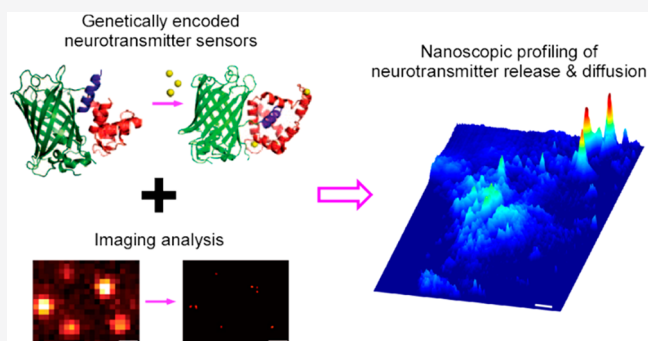 Genetically encoded
neurotransmitter sensors
Nanoscopic profiling of
neurotransmitter release & diffusion
Imaging analysis